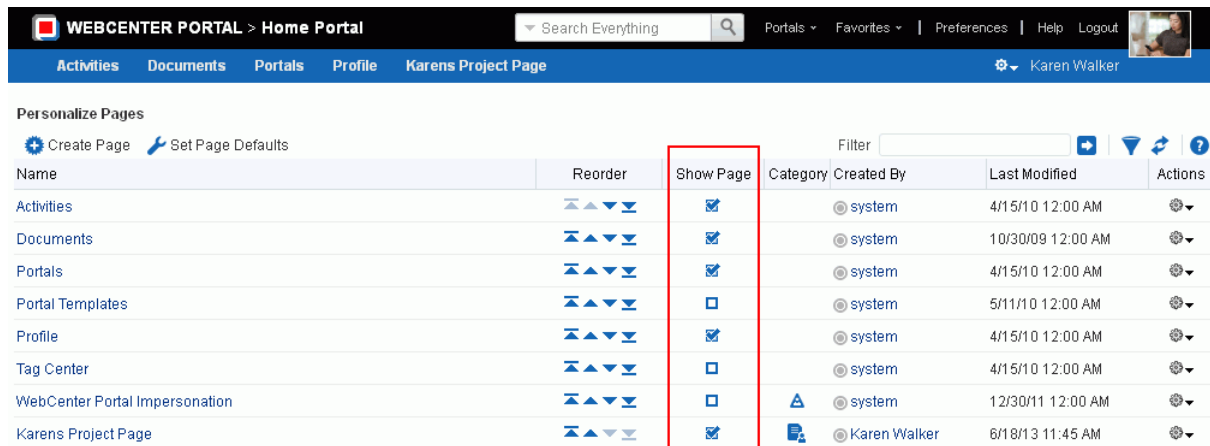 WEBCENTER PORTAL > Home Portal Search Everything Portals Favorites | Preferences | Help Logout
Activities Documents Portals Profile Karens Project Page Karen Walker
Personalize Pages
Create Page Set Page Defaults Filter
Name Reorder Show Page Category Created By Last Modified Actions
Activities system 4/15/10 12:00 AM
Documents system 10/30/09 12:00 AM
Portals system 4/15/10 12:00 AM
Portal Templates system 5/11/10 12:00 AM
Profile system 4/15/10 12:00 AM
Tag Center system 4/15/10 12:00 AM
WebCenter Portal Impersonation system 12/30/11 12:00 AM
Karens Project Page Karen Walker 6/18/13 11:45 AM